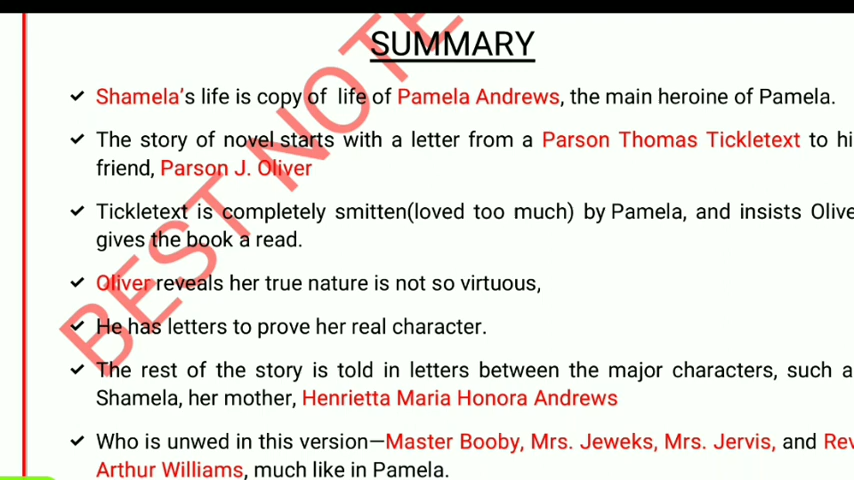 SUMMARY
✔ Shamela's life is copy of life of Pamela Andrews, the main heroine of Pamela.
✔ The story of novel starts with a letter from a Parson Thomas Tickletext to hi
friend, Parson J. Oliver
✔ Tickletext is completely smitten(loved too much) by Pamela, and insists Olive
gives the book a read.
✔ Oliver reveals her true nature is not so virtuous,
✔ He has letters to prove her real character.
✔ The rest of the story is told in letters between the major characters, such a
Shamela, her mother, Henrietta Maria Honora Andrews
✔ Who is unwed in this version—Master Booby, Mrs. Jeweks, Mrs. Jervis, and Rev
Arthur Williams, much like in Pamela.
BEST NOTE